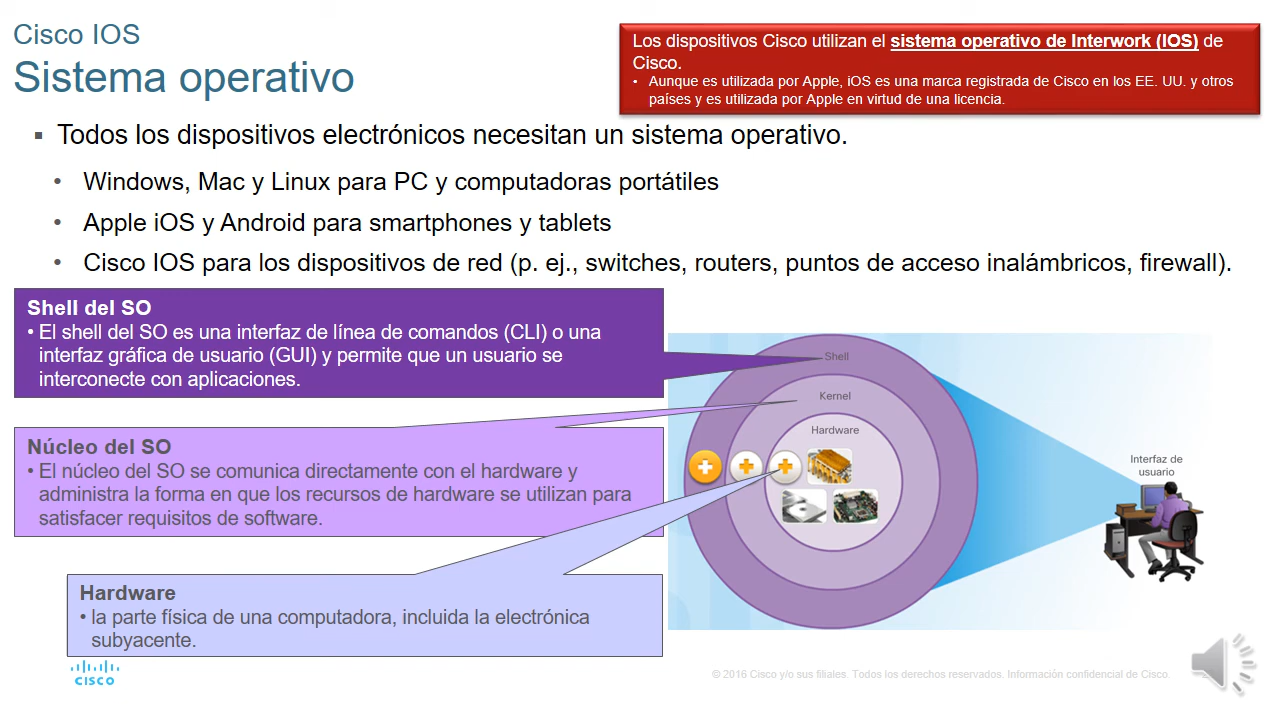 Cisco IOS
Sistema operativo
Los dispositivos Cisco utilizan el sistema operativo de Interwork (IOS) de
Cisco.
• Aunque es utilizada por Apple, iOS es una marca registrada de Cisco en los EE. UU. y otros
países y es utilizada por Apple en virtud de una licencia.
▪ Todos los dispositivos electrónicos necesitan un sistema operativo.
• Windows, Mac y Linux para PC y computadoras portátiles
• Apple iOS y Android para smartphones y tablets
• Cisco IOS para los dispositivos de red (p. ej., switches, routers, puntos de acceso inalámbricos, firewall).
Shell del SO
• El shell del SO es una interfaz de línea de comandos (CLI) o una
interfaz gráfica de usuario (GUI) y permite que un usuario se
interconecte con aplicaciones.
Núcleo del SO
• El núcleo del SO se comunica directamente con el hardware y
administra la forma en que los recursos de hardware se utilizan para
satisfacer requisitos de software.
Hardware
• la parte física de una computadora, incluida la electrónica
subyacente.
Shell
Kernel
Hardware
Interfaz de
usuario
CISCO
© 2016 Cisco y/o sus filiales. Todos los derechos reservados. Información confidencial de Cisco.